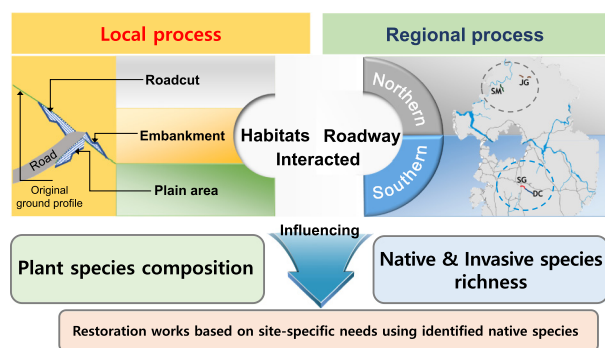 Local process
Regional process
Roadcut
Embankment
Plain area
Road
Original
ground profile
Habitats Roadway
Interacted
Northern
Southern
SM
JG
SG
DC
Influencing
Plant species composition
Native & Invasive species
richness
Restoration works based on site-specific needs using identified native species